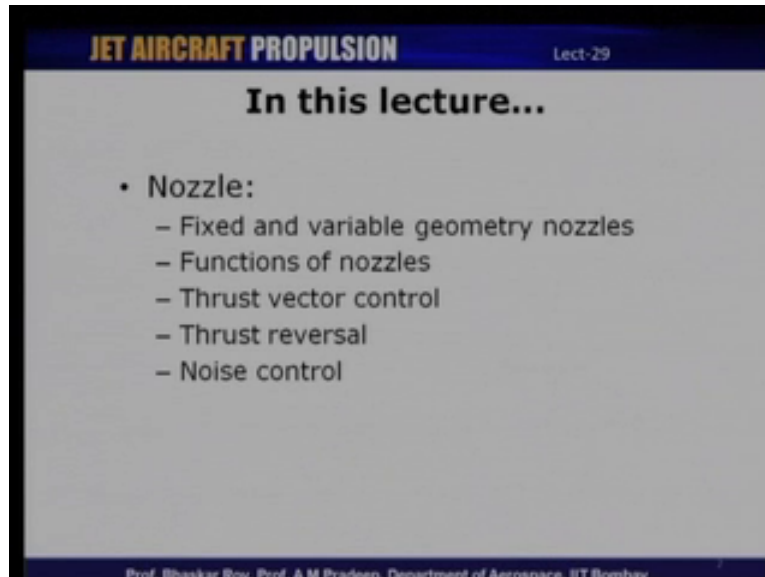 JET AIRCRAFT PROPULSION Lect-29
In this lecture...
• Nozzle:
– Fixed and variable geometry nozzles
– Functions of nozzles
– Thrust vector control
– Thrust reversal
– Noise control
Prof. Bhaskar Roy, Prof. A M Pradeep, Department of Aerospace, IIT Bombay